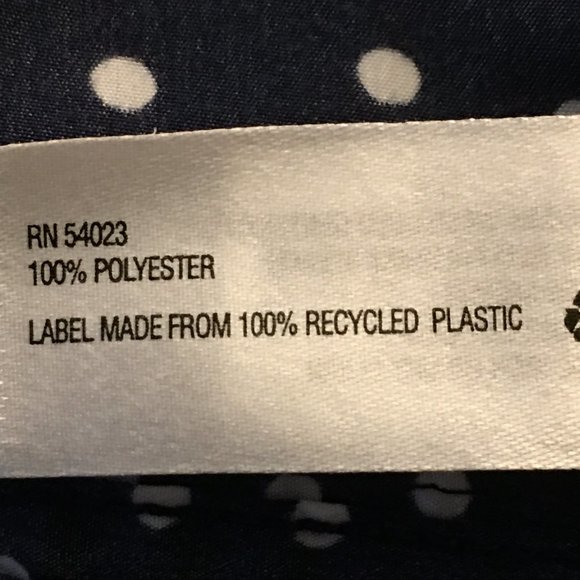 RN 54023
100% POLYESTER
LABEL MADE FROM 100% RECYCLED PLASTIC